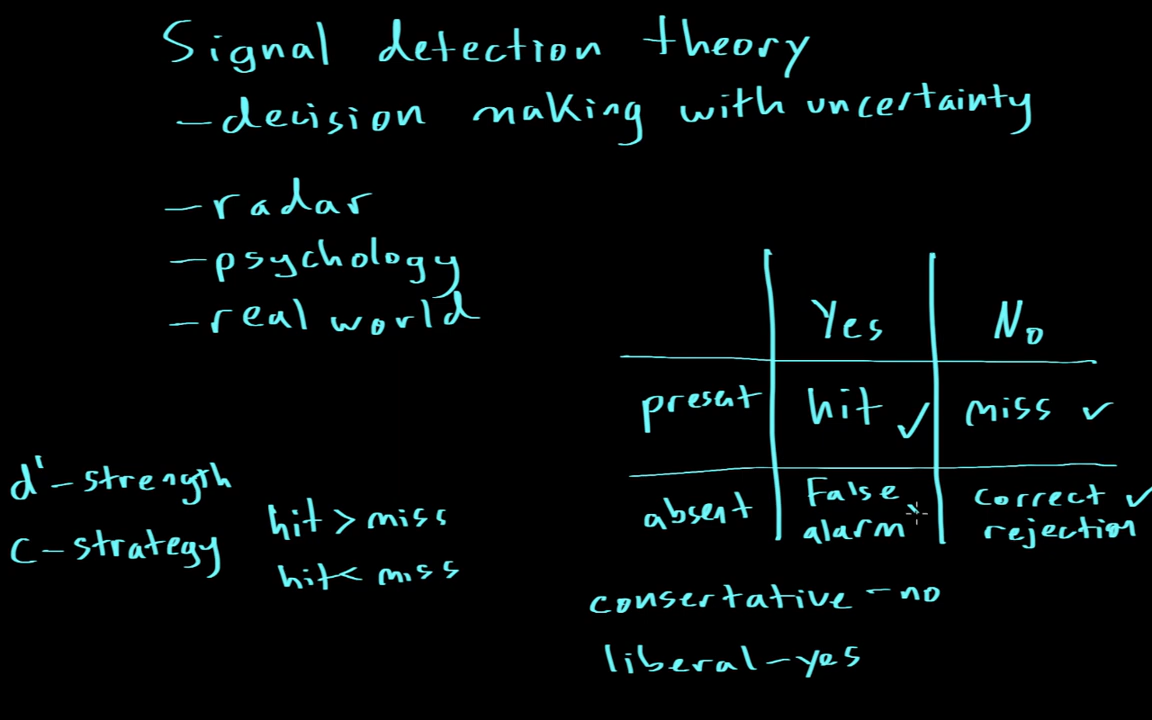 Signal detection theory
-decision making with uncertainty
-radar
-psychology
-real world
Yes No
present hit ✓ miss ✓
absent False alarm correct rejection ✓
d'-strength
c-strategy
hit > miss
hit < miss
consertative - no
liberal - yes